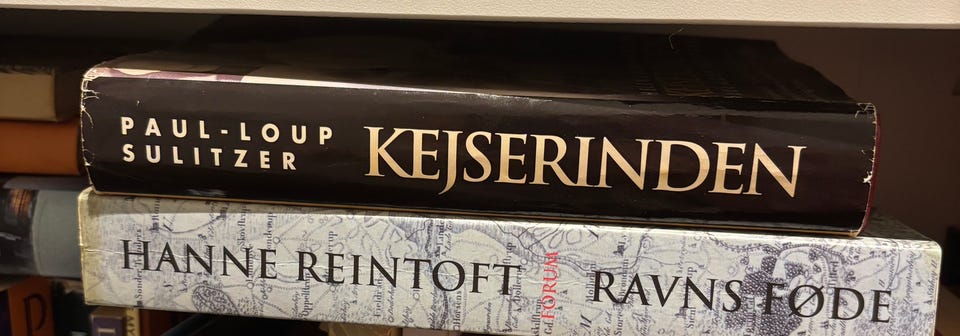 PAUL-LOUP
SULITZER
KEJSERINDEN
HANNE REINTOFT
FORUM
RAVNS FØDE